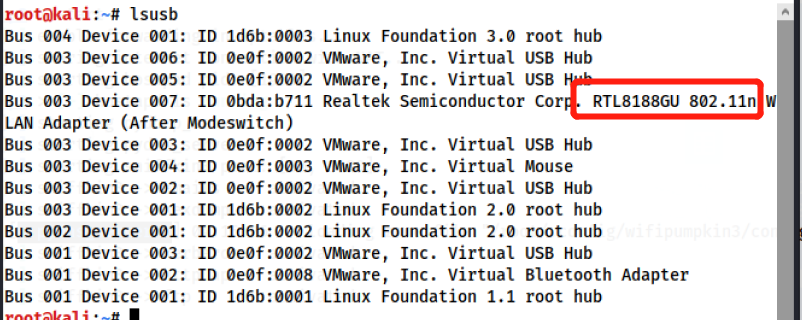 root@kali:~# lsusb
Bus 004 Device 001: ID 1d6b:0003 Linux Foundation 3.0 root hub
Bus 003 Device 006: ID 0e0f:0002 VMware, Inc. Virtual USB Hub
Bus 003 Device 005: ID 0e0f:0002 VMware, Inc. Virtual USB Hub
Bus 003 Device 007: ID 0bda:b711 Realtek Semiconductor Corp. RTL8188GU 802.11n W
LAN Adapter (After Modeswitch)
Bus 003 Device 003: ID 0e0f:0002 VMware, Inc. Virtual USB Hub
Bus 003 Device 004: ID 0e0f:0003 VMware, Inc. Virtual Mouse
Bus 003 Device 002: ID 0e0f:0002 VMware, Inc. Virtual USB Hub
Bus 003 Device 001: ID 1d6b:0002 Linux Foundation 2.0 root hub
Bus 002 Device 001: ID 1d6b:0002 Linux Foundation 2.0 root hub
g/wifipumpkin3/con
Bus 001 Device 003: ID 0e0f:0002 VMware, Inc. Virtual USB Hub
Bus 001 Device 002: ID 0e0f:0008 VMware, Inc. Virtual Bluetooth Adapter
Bus 001 Device 001: ID 1d6b:0001 Linux Foundation 1.1 root hub
root@kali:~#